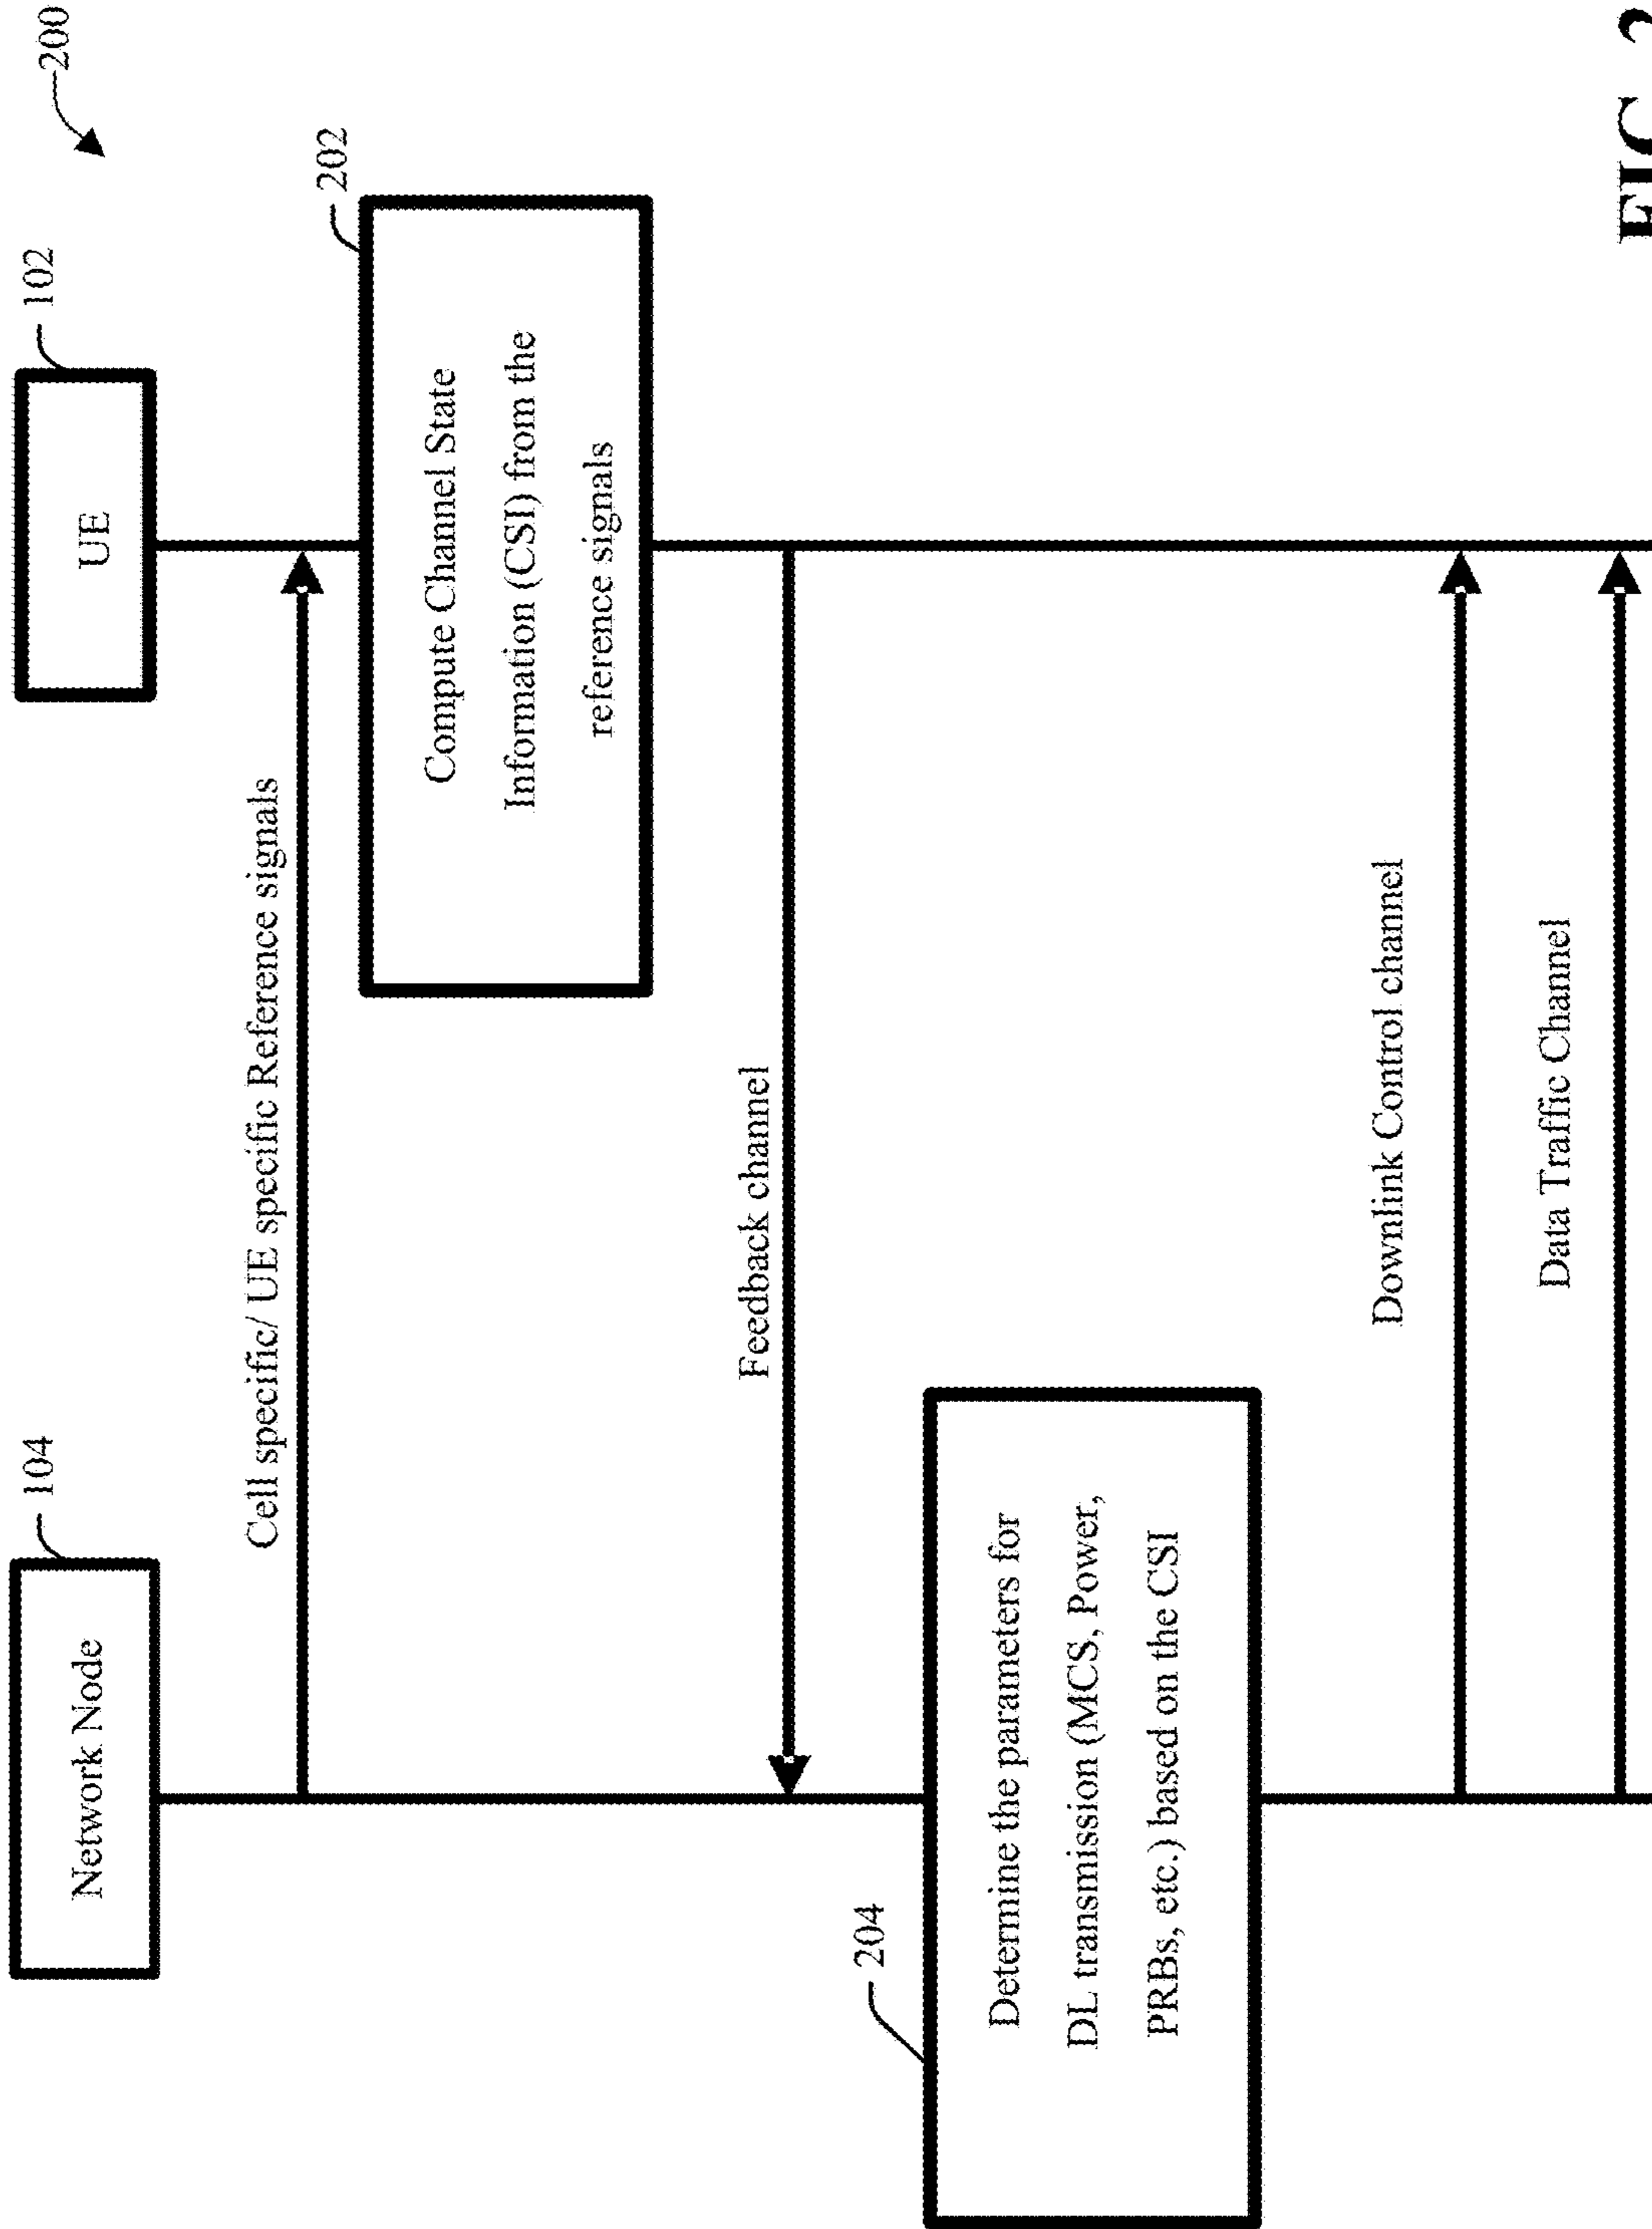 200
104
102
Network Node
UE
Cell specific/ UE specific Reference signals
202
Compute Channel State
Information (CSI) from the
reference signals
Feedback channel
204
Determine the parameters for
DL transmission (MCS, Power,
PRBs, etc.) based on the CSI
Downlink Control channel
Data Traffic Channel
FIG. 2